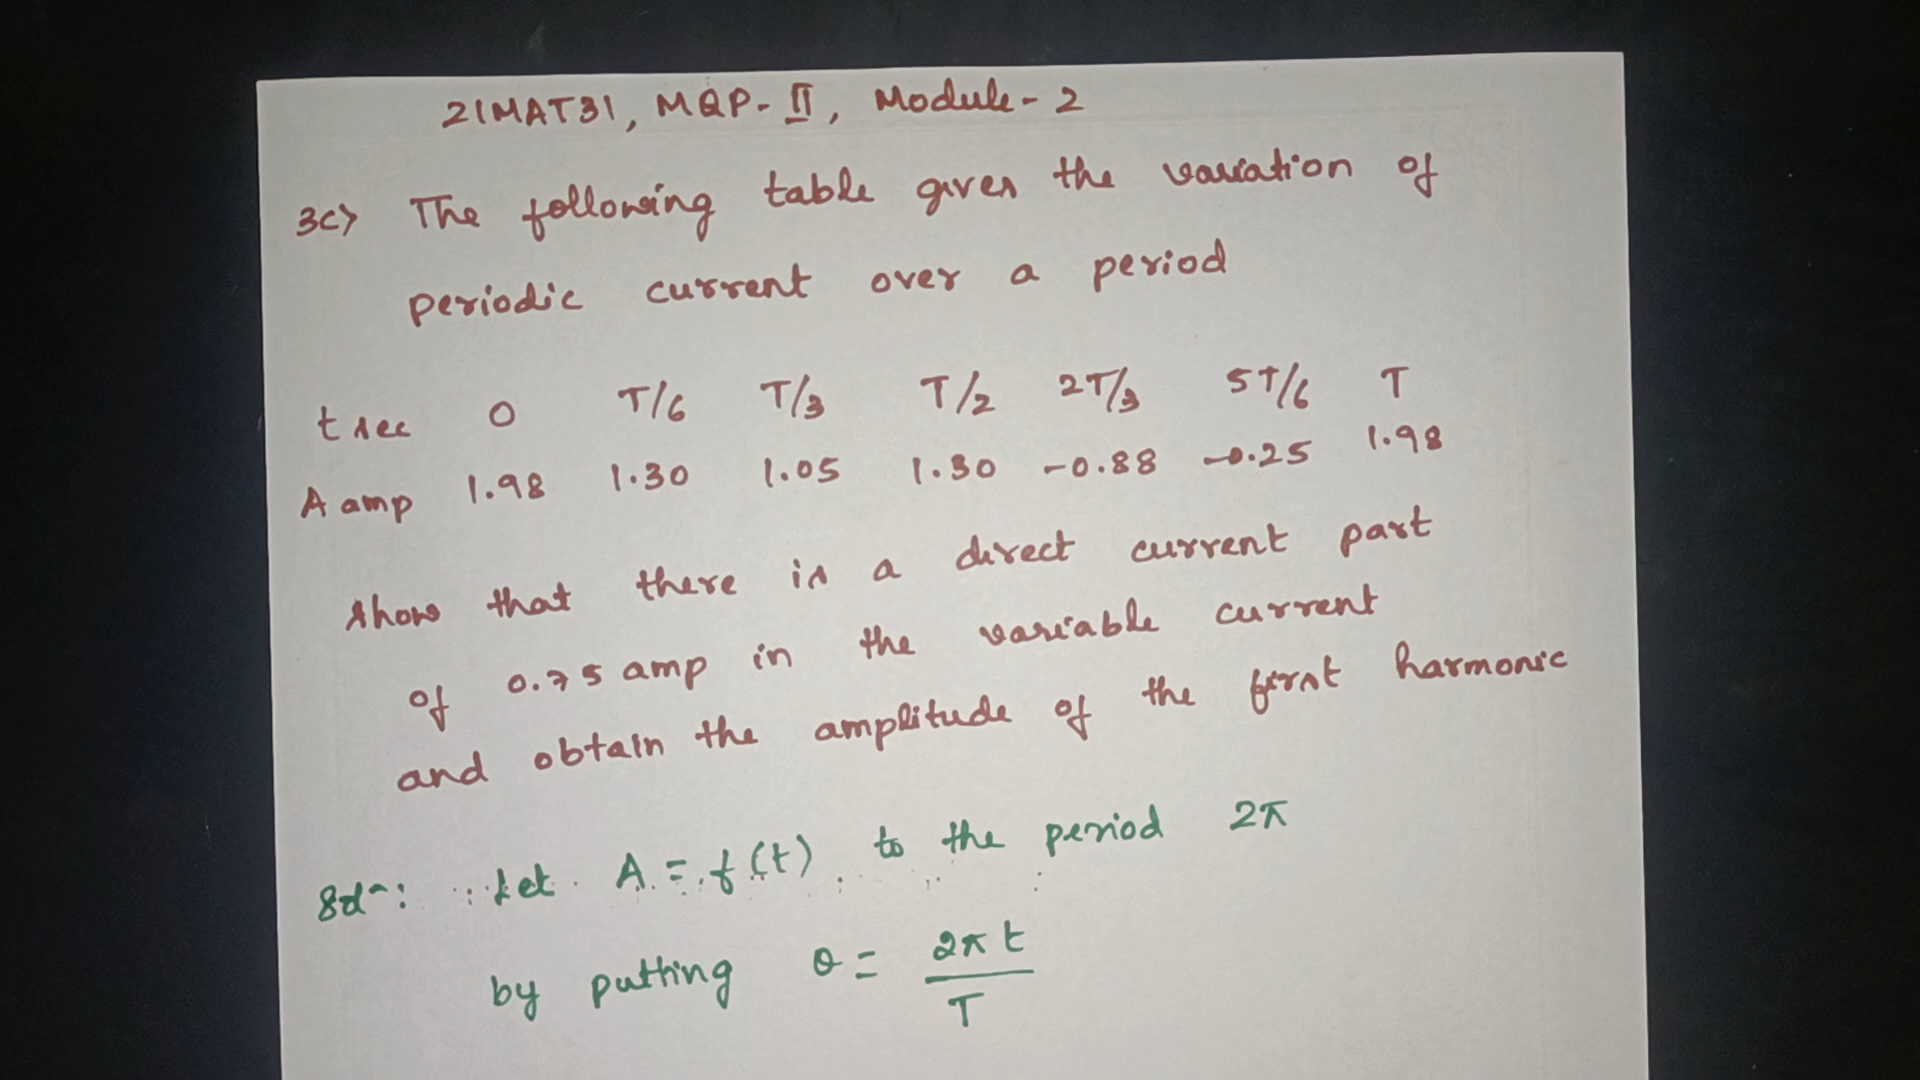 21MAT31, MQP-II, Module-2
3c> The following table gives the variation of
periodic current over a period
t sec 0 T/6 T/3 T/2 2T/3 5T/6 T
A amp 1.98 1.30 1.05 1.30 -0.88 -0.25 1.98
Show that there is a direct current part
of 0.75 amp in the variable current
and obtain the amplitude of the first harmonic
Soln: Let A = f(t) to the period 2π
by putting θ = 2πt / T